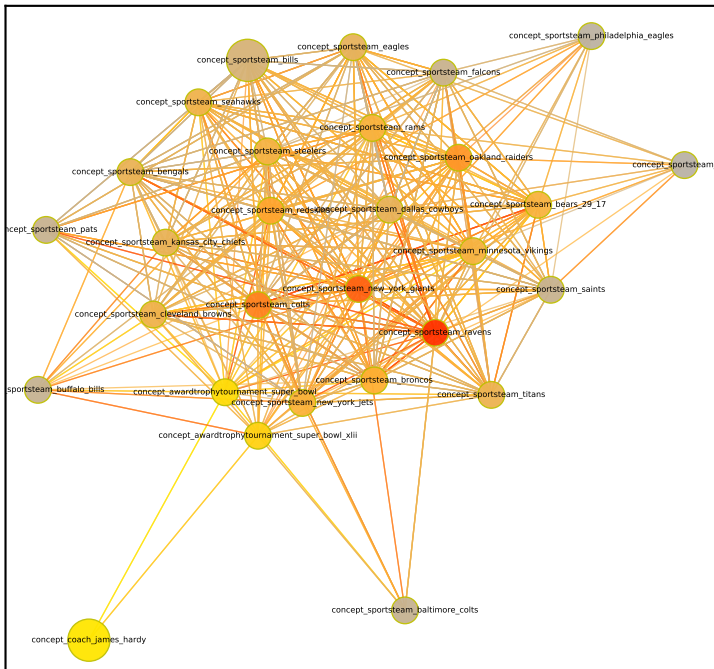 concept_sportsteam_philadelphia_eagles
concept_sportsteam_eagles
concept_sportsteam_bills
concept_sportsteam_falcons
concept_sportsteam_seahawks
concept_sportsteam_rams
concept_sportsteam_steelers
concept_sportsteam_oakland_raiders
concept_sportsteam
concept_sportsteam_bengals
concept_sportsteam_bears_29_17
concept_sportsteam_redskins
concept_sportsteam_dallas_cowboys
concept_sportsteam_pats
concept_sportsteam_kansas_city_chiefs
concept_sportsteam_minnesota_vikings
concept_sportsteam_new_york_giants
concept_sportsteam_saints
concept_sportsteam_colts
concept_sportsteam_cleveland_browns
concept_sportsteam_ravens
concept_sportsteam_broncos
sportsteam_buffalo_bills
concept_awardtrophytournament_super_bowl
concept_sportsteam_titans
concept_sportsteam_new_york_jets
concept_awardtrophytournament_super_bowl_xlii
concept_sportsteam_baltimore_colts
concept_coach_james_hardy